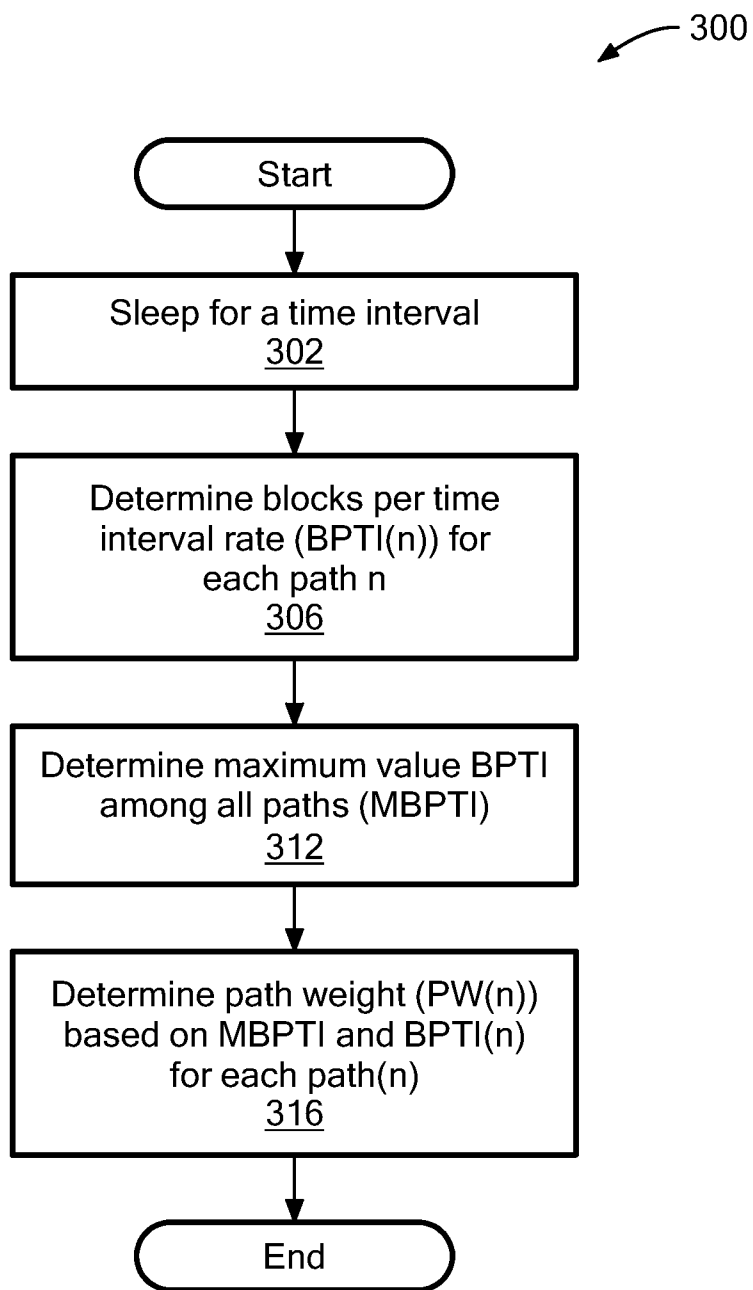 300
Start
Sleep for a time interval
302
Determine blocks per time
interval rate (BPTI(n)) for
each path n
306
Determine maximum value BPTI
among all paths (MBPTI)
312
Determine path weight (PW(n))
based on MBPTI and BPTI(n)
for each path(n)
316
End